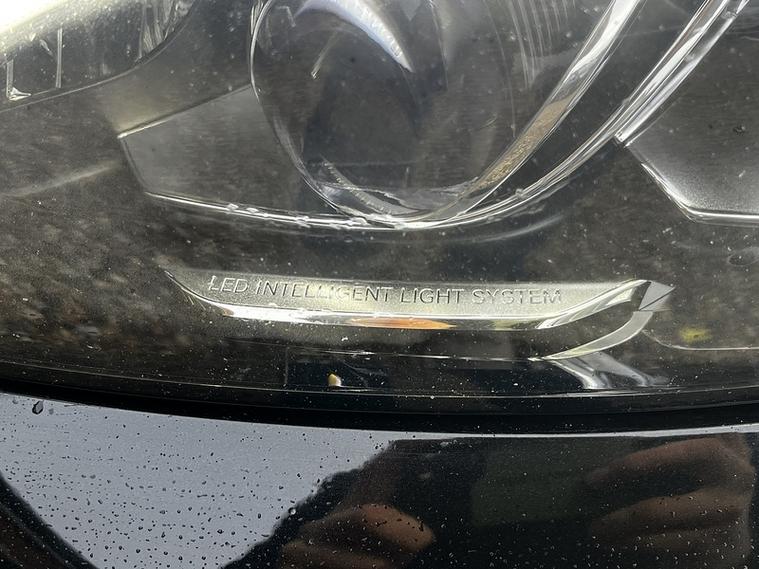 LED INTELLIGENT LIGHT SYSTEM